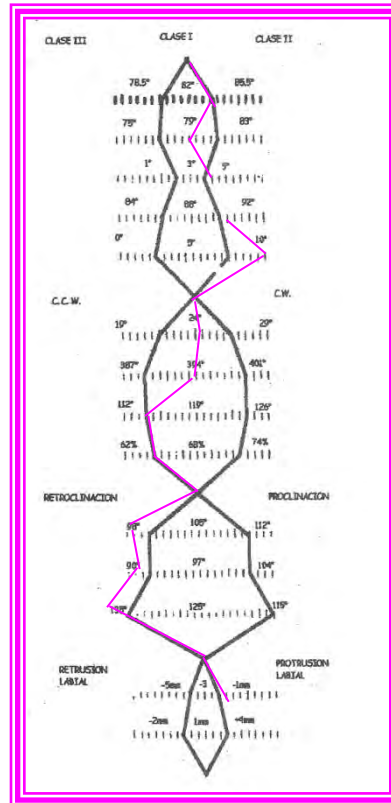 CLASE III CLASE I CLASE II
78.5° 82° 85.5°
75° 79° 83°
1° 3° 5°
84° 88° 92°
0° 5° 10°
C.C.W. C.W.
19° 24° 29°
387° 394° 401°
112° 119° 126°
62% 68% 74%
RETROCLINACION PROCLINACION
98° 105° 112°
90° 97° 104°
125° 115°
RETRUSION LABIAL PROTRUSION LABIAL
-5mm -3 -1mm
-2mm 1mm +4mm